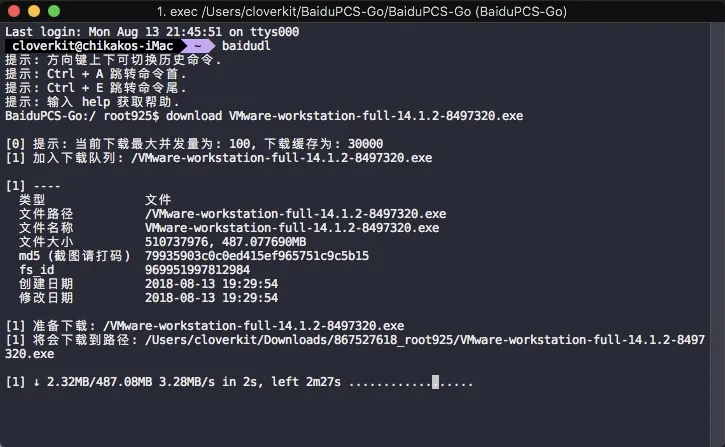 1. exec /Users/cloverkit/BaiduPCS-Go/BaiduPCS-Go (BaiduPCS-Go)
Last login: Mon Aug 13 21:45:51 on ttys000
cloverkit@chikakos-iMac ~ baidudl
提示: 方向键上下可切换历史命令.
提示: Ctrl + A 跳转命令首.
提示: Ctrl + E 跳转命令尾.
提示: 输入 help 获取帮助.
BaiduPCS-Go:/ root925$ download VMware-workstation-full-14.1.2-8497320.exe
[0] 提示: 当前下载最大并发量为: 100, 下载缓存为: 30000
[1] 加入下载队列: /VMware-workstation-full-14.1.2-8497320.exe
[1] ----
类型 文件
文件路径 /VMware-workstation-full-14.1.2-8497320.exe
文件名称 VMware-workstation-full-14.1.2-8497320.exe
文件大小 510737976, 487.077690MB
md5 (截图请打码) 79935903c0c0ed415ef965751c9c5b15
fs_id 969951997812984
创建日期 2018-08-13 19:29:54
修改日期 2018-08-13 19:29:54
[1] 准备下载: /VMware-workstation-full-14.1.2-8497320.exe
[1] 将会下载到路径: /Users/cloverkit/Downloads/867527618_root925/VMware-workstation-full-14.1.2-8497
320.exe
[1] ↓ 2.32MB/487.08MB 3.28MB/s in 2s, left 2m27s ..................